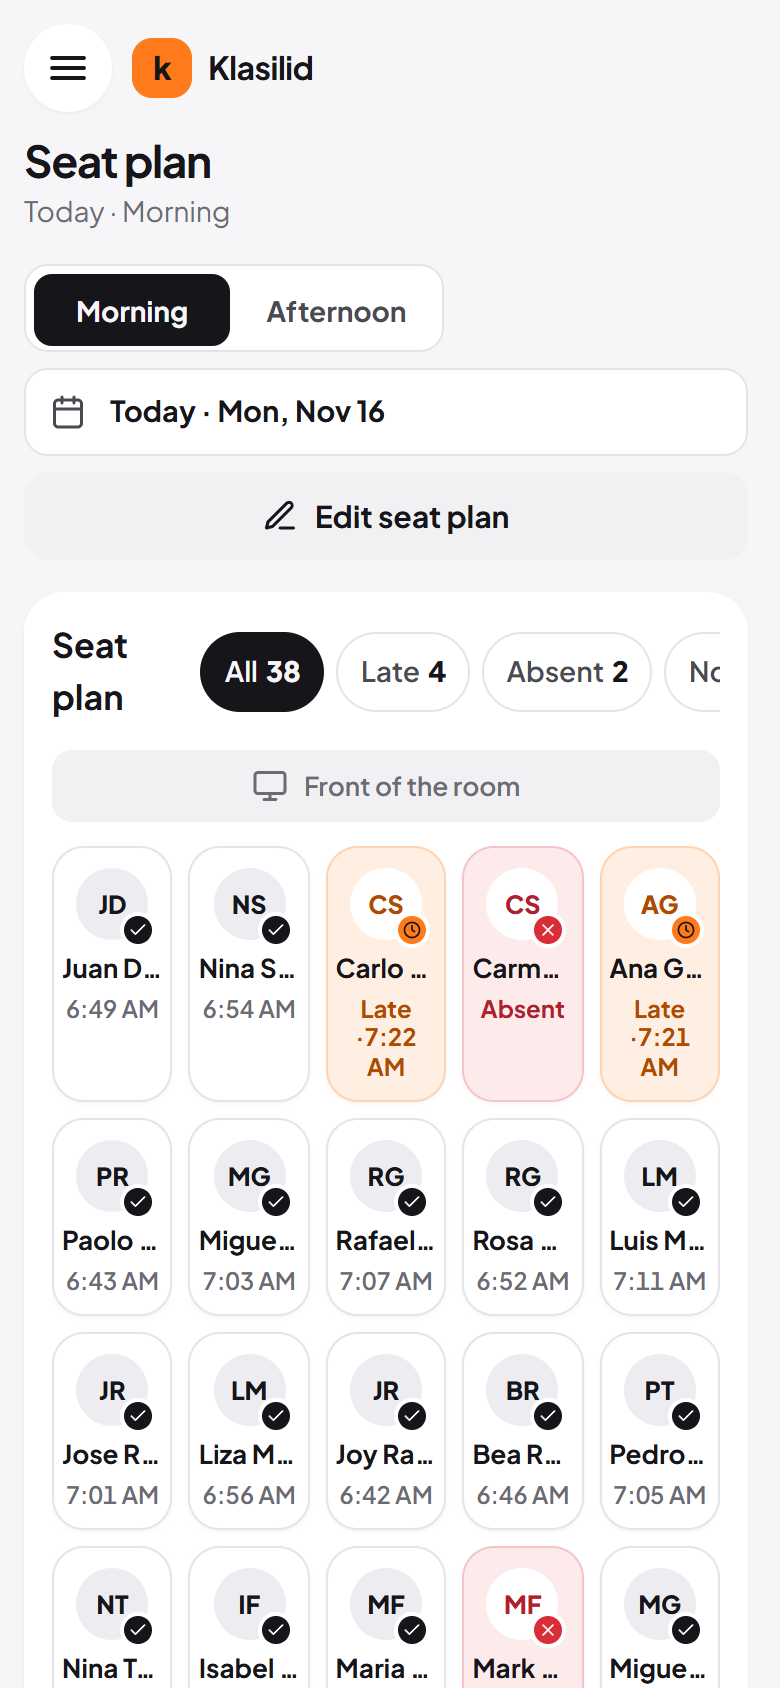 k Klasilid
Seat plan
Today · Morning
Morning Afternoon
Today · Mon, Nov 16
Edit seat plan
Seat plan
All 38 Late 4 Absent 2 No
Front of the room
JD NS CS CS AG
Juan D... Nina S... Carlo ... Carm... Ana G...
6:49 AM 6:54 AM Late ·7:22 AM Absent Late ·7:21 AM
PR MG RG RG LM
Paolo ... Migue... Rafael... Rosa ... Luis M...
6:43 AM 7:03 AM 7:07 AM 6:52 AM 7:11 AM
JR LM JR BR PT
Jose R... Liza M... Joy Ra... Bea R... Pedro...
7:01 AM 6:56 AM 6:42 AM 6:46 AM 7:05 AM
NT IF MF MF MG
Nina T... Isabel ... Maria ... Mark ... Migue...